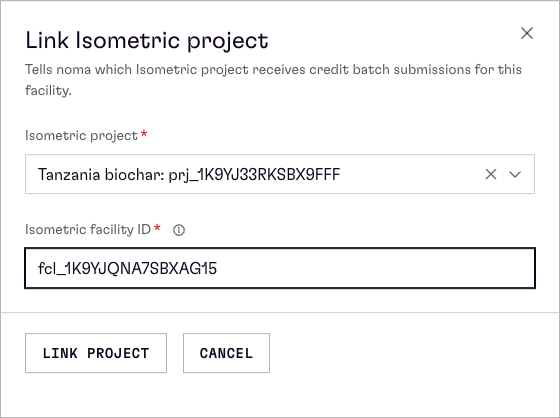 Link Isometric project
Tells noma which Isometric project receives credit batch submissions for this
facility.
Isometric project *
Tanzania biochar: prj_1K9YJ33RKSBX9FFF
Isometric facility ID *
fcl_1K9YJQNA7SBXAG15
LINK PROJECT
CANCEL